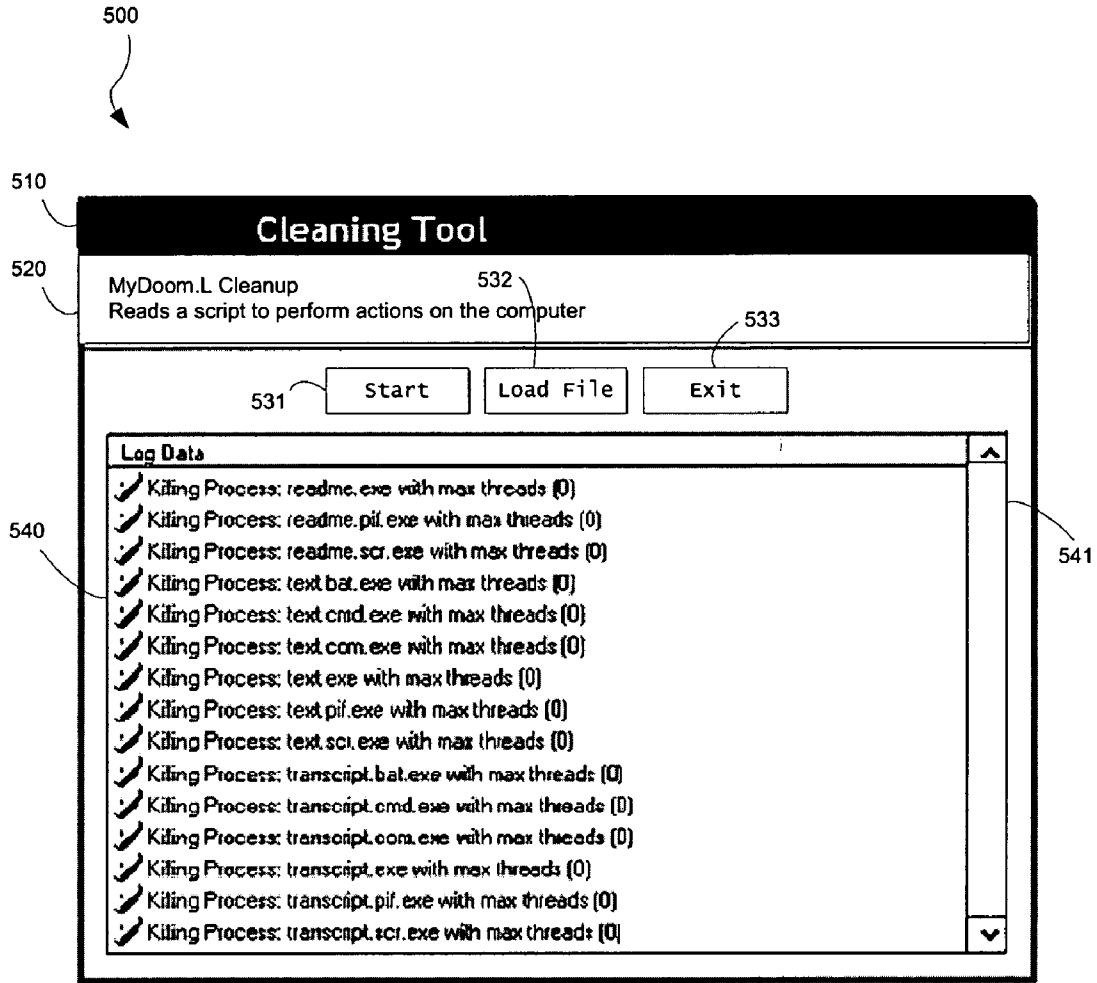 500
510
Cleaning Tool
520
MyDoom.L Cleanup
532
Reads a script to perform actions on the computer
533
531
Start
Load File
Exit
Log Data
Killing Process: readme.exe with max threads (0)
Killing Process: readme.pif.exe with max threads (0)
Killing Process: readme.scr.exe with max threads (0)
Killing Process: text.bat.exe with max threads (0)
Killing Process: text.cmd.exe with max threads (0)
Killing Process: text.com.exe with max threads (0)
Killing Process: text.exe with max threads (0)
Killing Process: text.pif.exe with max threads (0)
Killing Process: text.scr.exe with max threads (0)
Killing Process: transcript.bat.exe with max threads (0)
Killing Process: transcript.cmd.exe with max threads (0)
Killing Process: transcript.com.exe with max threads (0)
Killing Process: transcript.exe with max threads (0)
Killing Process: transcript.pif.exe with max threads (0)
Killing Process: transcript.scr.exe with max threads (0)
540
541